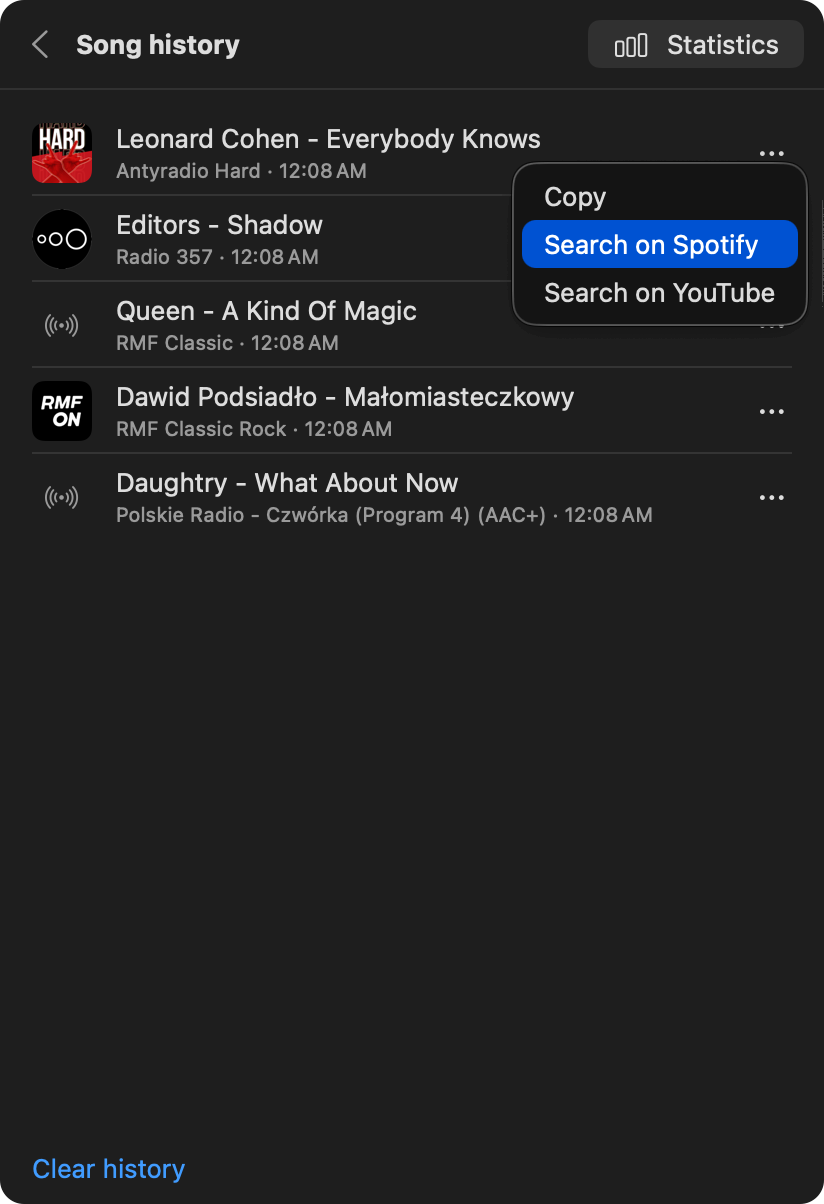 Song history
Statistics
HARD
Leonard Cohen - Everybody Knows
Antyradio Hard · 12:08 AM
Copy
Search on Spotify
Search on YouTube
Editors - Shadow
Radio 357 · 12:08 AM
Queen - A Kind Of Magic
RMF Classic · 12:08 AM
RMF
ON
Dawid Podsiadło - Małomiasteczkowy
RMF Classic Rock · 12:08 AM
Daughtry - What About Now
Polskie Radio - Czwórka (Program 4) (AAC+) · 12:08 AM
Clear history